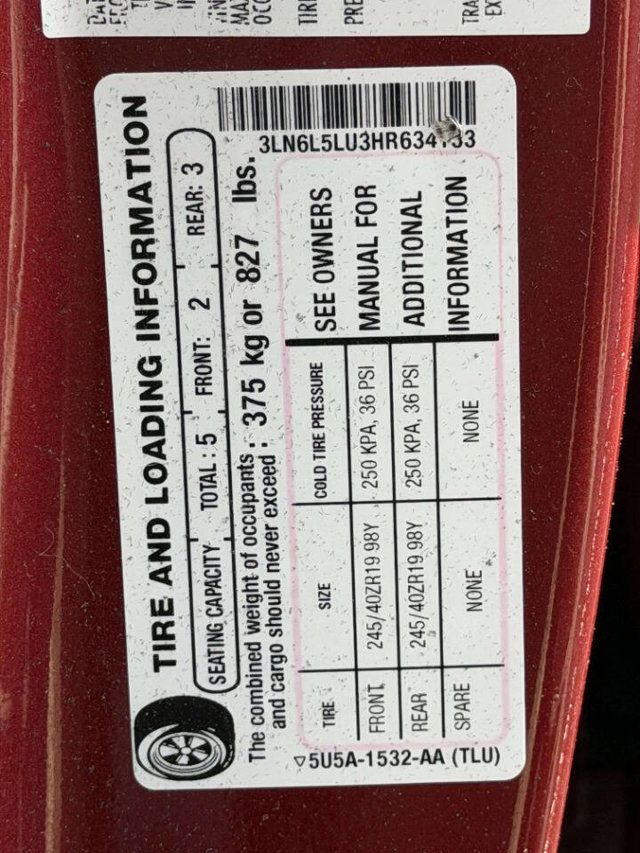 TIRE AND LOADING INFORMATION
SEATING CAPACITY TOTAL : 5 FRONT: 2 REAR: 3
The combined weight of occupants
and cargo should never exceed : 375 kg or 827 lbs.
TIRE SIZE COLD TIRE PRESSURE
FRONT 245/40ZR19 98Y 250 KPA, 36 PSI
REAR 245/40ZR19 98Y 250 KPA, 36 PSI
SPARE NONE NONE
SEE OWNERS
MANUAL FOR
ADDITIONAL
INFORMATION
5U5A-1532-AA (TLU)